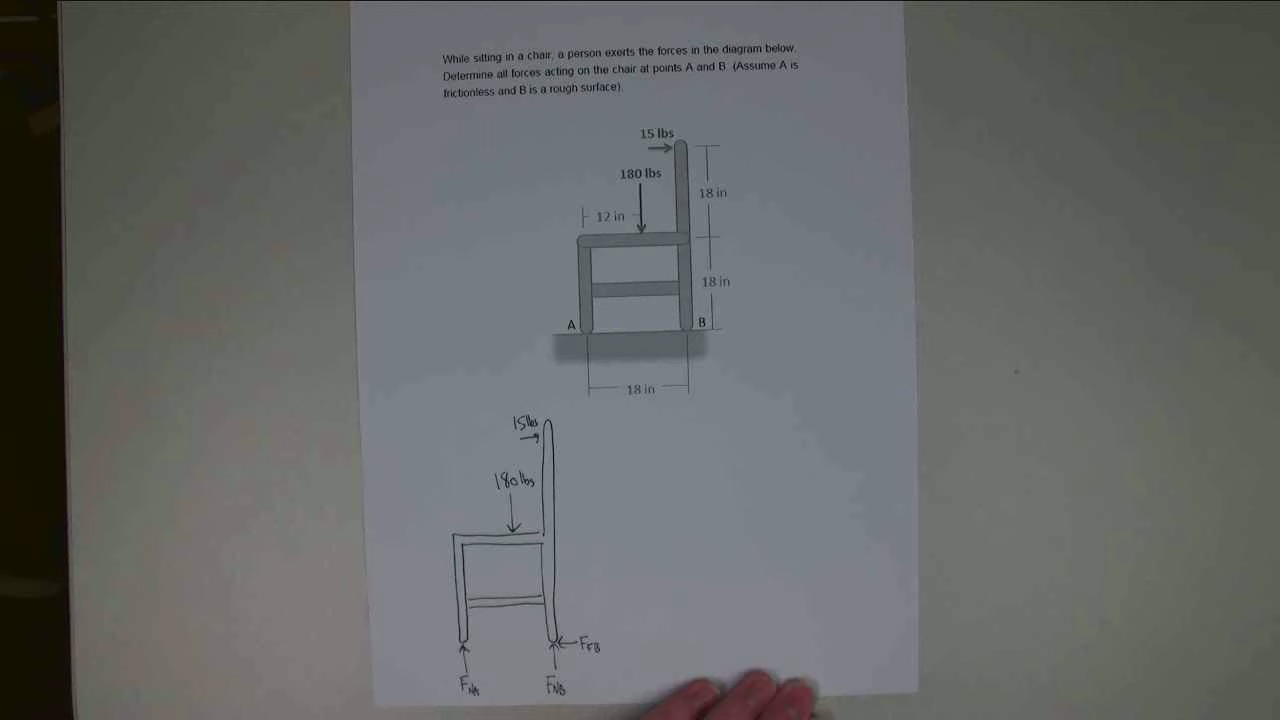 While sitting in a chair, a person exerts the forces in the diagram below.
Determine all forces acting on the chair at points A and B. (Assume A is
frictionless and B is a rough surface).
15 lbs
180 lbs
18 in
12 in
18 in
A
B
18 in
15lbs
180lbs
FFB
FNA
FNB